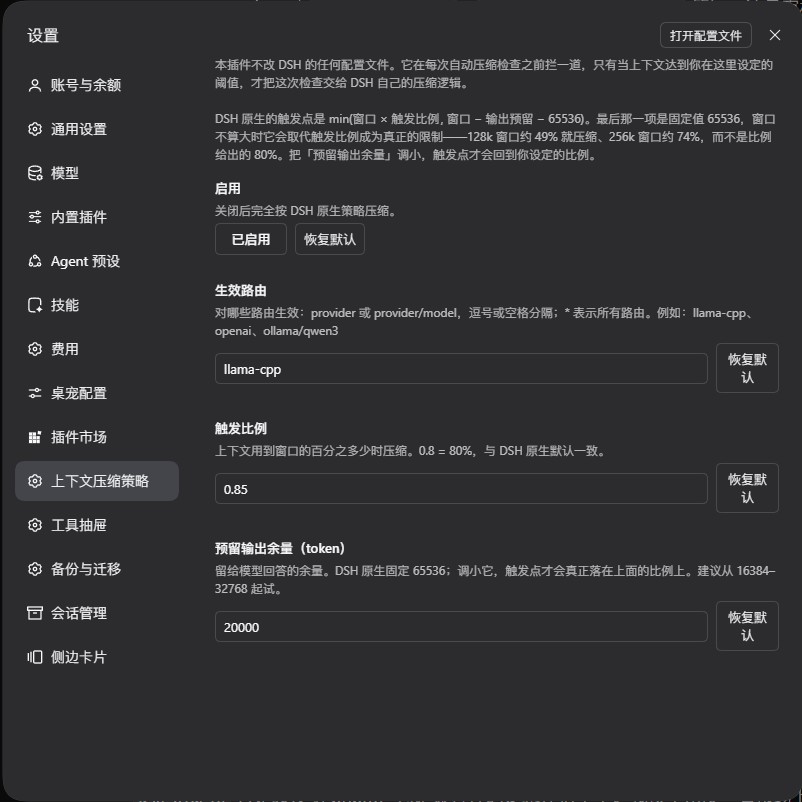 设置
打开配置文件
账号与余额
通用设置
模型
内置插件
Agent 预设
技能
费用
桌宠配置
插件市场
上下文压缩策略
工具抽屉
备份与迁移
会话管理
侧边卡片
本插件不改 DSH 的任何配置文件。它在每次自动压缩检查之前拦一道，只有当上下文达到你在这里设定的
阈值，才把这次检查交给 DSH 自己的压缩逻辑。
DSH 原生的触发点是 min(窗口 × 触发比例, 窗口 − 输出预留 − 65536)。最后那一项是固定值 65536，窗口
不算大时它会取代触发比例成为真正的限制——128k 窗口约 49% 就压缩、256k 窗口约 74%，而不是比例
给出的 80%。把「预留输出余量」调小，触发点才会回到你设定的比例。
启用
关闭后完全按 DSH 原生策略压缩。
已启用
恢复默认
生效路由
对哪些路由生效：provider 或 provider/model，逗号或空格分隔；* 表示所有路由。例如：llama-cpp、
openai、ollama/qwen3
llama-cpp
恢复默
认
触发比例
上下文用到窗口的百分之多少时压缩。0.8 = 80%，与 DSH 原生默认一致。
0.85
恢复默
认
预留输出余量（token）
留给模型回答的余量。DSH 原生固定 65536；调小它，触发点才会真正落在上面的比例上。建议从 16384–
32768 起试。
20000
恢复默
认